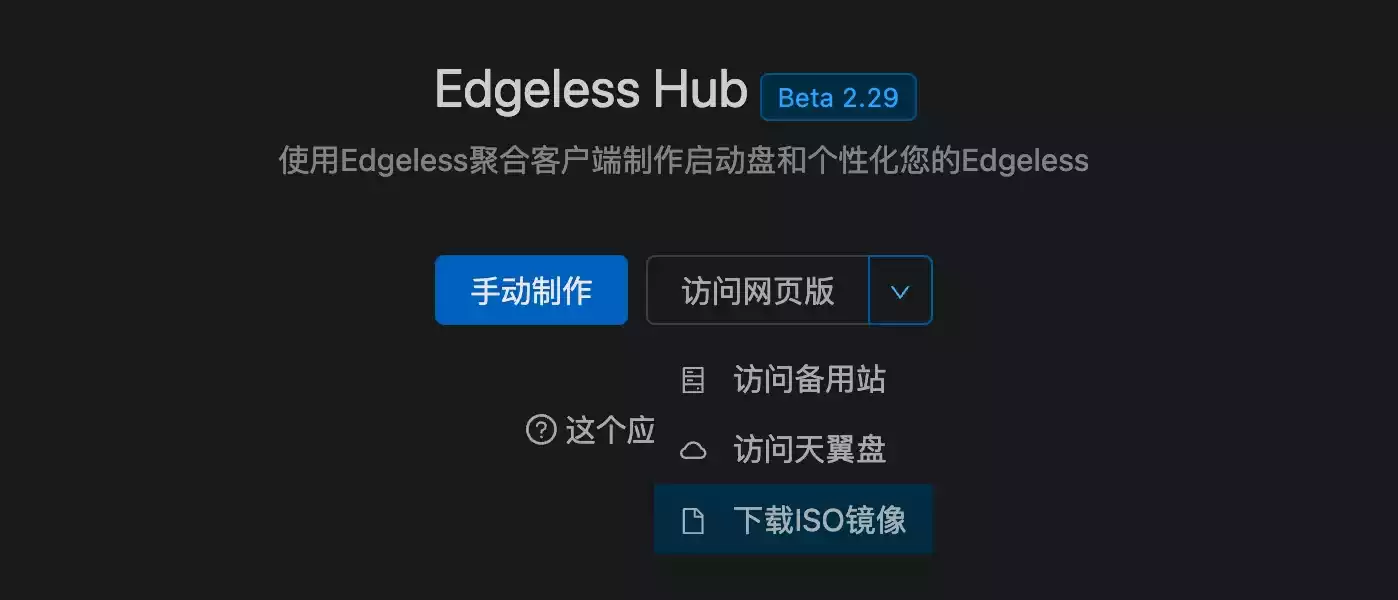 Edgeless Hub Beta 2.29
使用Edgeless聚合客户端制作启动盘和个性化您的Edgeless
手动制作 访问网页版
访问备用站
这个应
访问天翼盘
下载ISO镜像